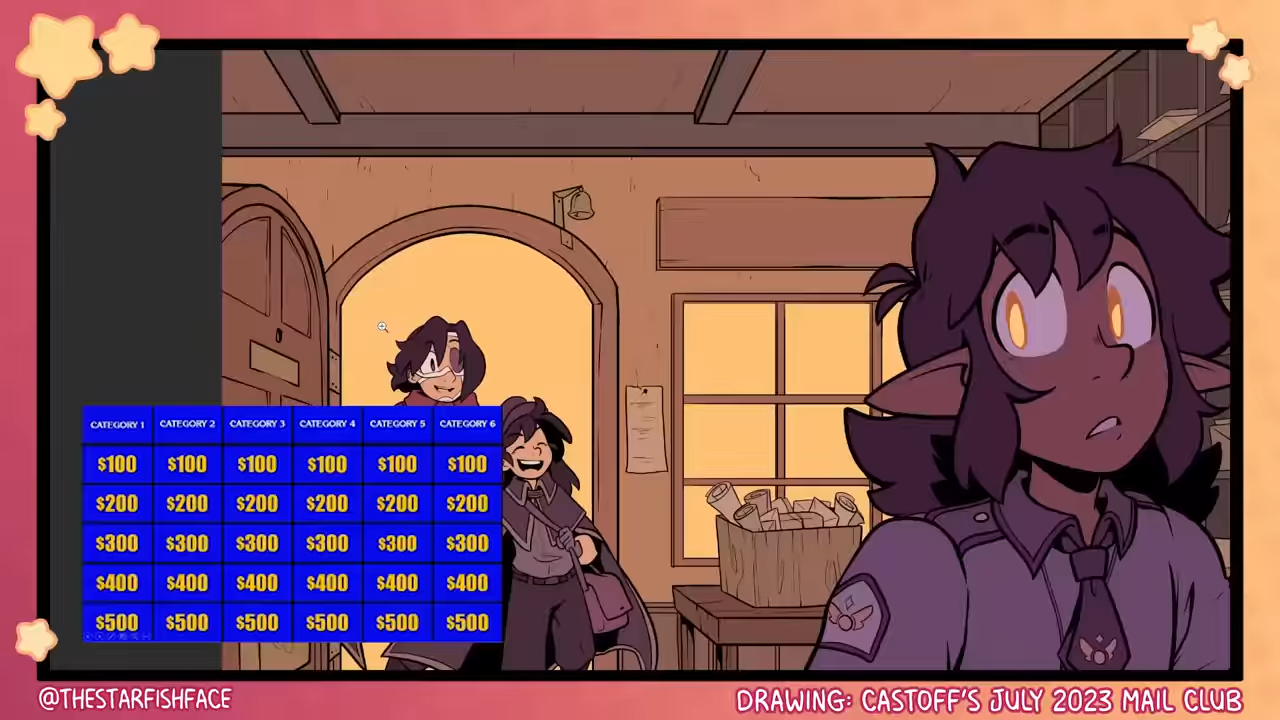 CATEGORY 1 CATEGORY 2 CATEGORY 3 CATEGORY 4 CATEGORY 5 CATEGORY 6
$100 $100 $100 $100 $100 $100
$200 $200 $200 $200 $200 $200
$300 $300 $300 $300 $300 $300
$400 $400 $400 $400 $400 $400
$500 $500 $500 $500 $500 $500
@THESTARFISHFACE
DRAWING: CASTOFF'S JULY 2023 MAIL CLUB